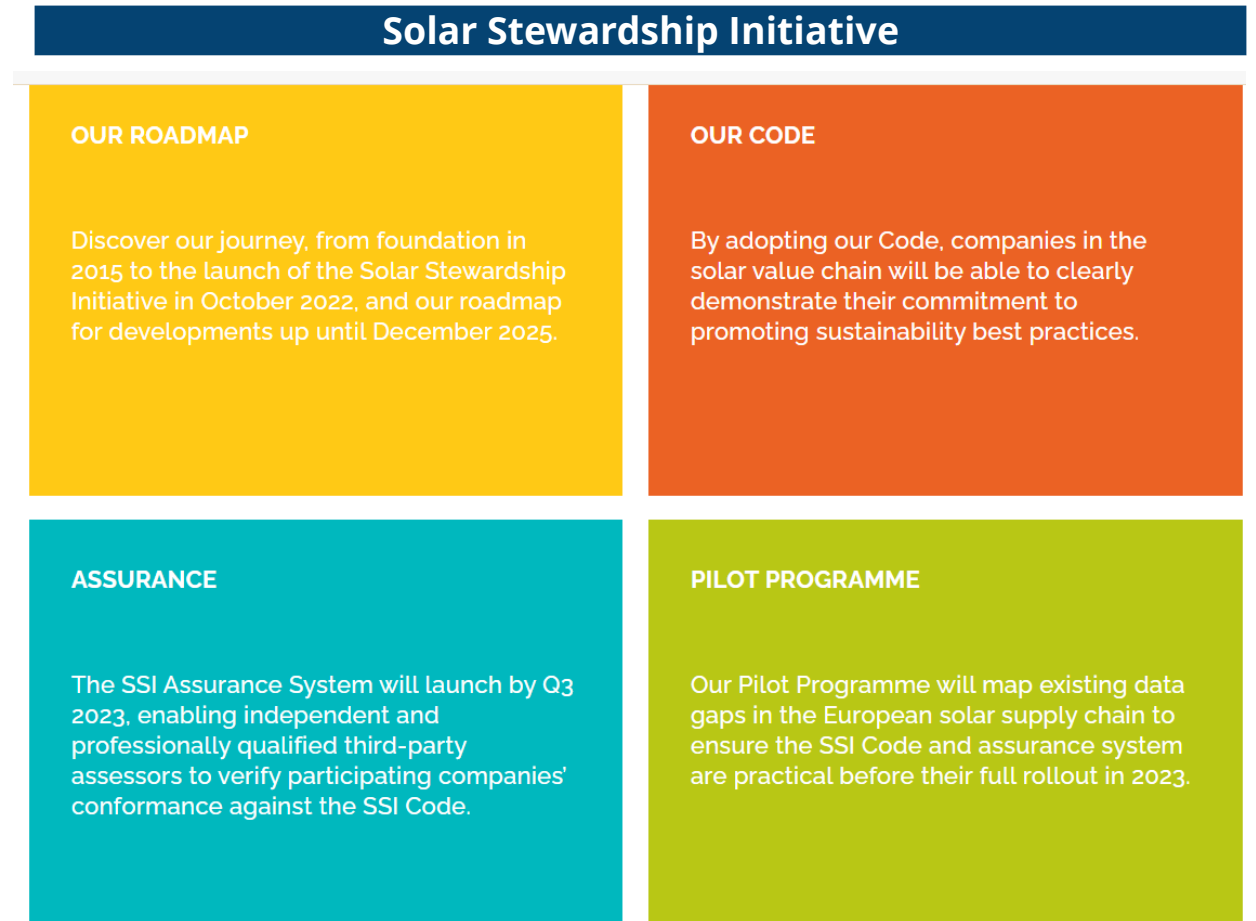 Solar Stewardship Initiative
OUR ROADMAP
Discover our journey, from foundation in
2015 to the launch of the Solar Stewardship
Initiative in October 2022, and our roadmap
for developments up until December 2025.
OUR CODE
By adopting our Code, companies in the
solar value chain will be able to clearly
demonstrate their commitment to
promoting sustainability best practices.
ASSURANCE
The SSI Assurance System will launch by Q3
2023, enabling independent and
professionally qualified third-party
assessors to verify participating companies’
conformance against the SSI Code.
PILOT PROGRAMME
Our Pilot Programme will map existing data
gaps in the European solar supply chain to
ensure the SSI Code and assurance system
are practical before their full rollout in 2023.